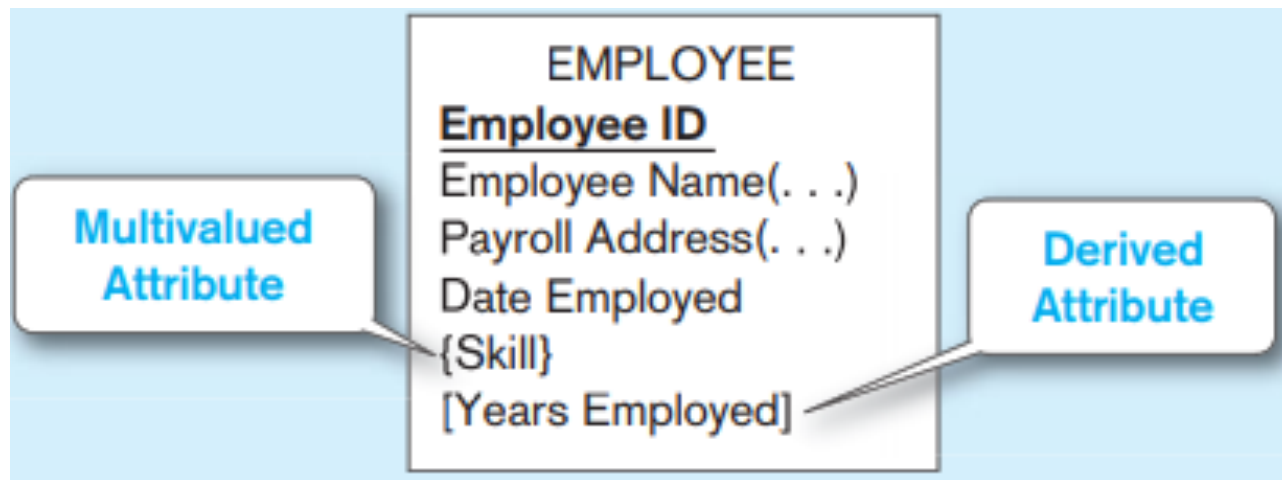 EMPLOYEE
Employee ID
Employee Name(. . .)
Payroll Address(. . .)
Date Employed
{Skill}
[Years Employed]
Multivalued
Attribute
Derived
Attribute